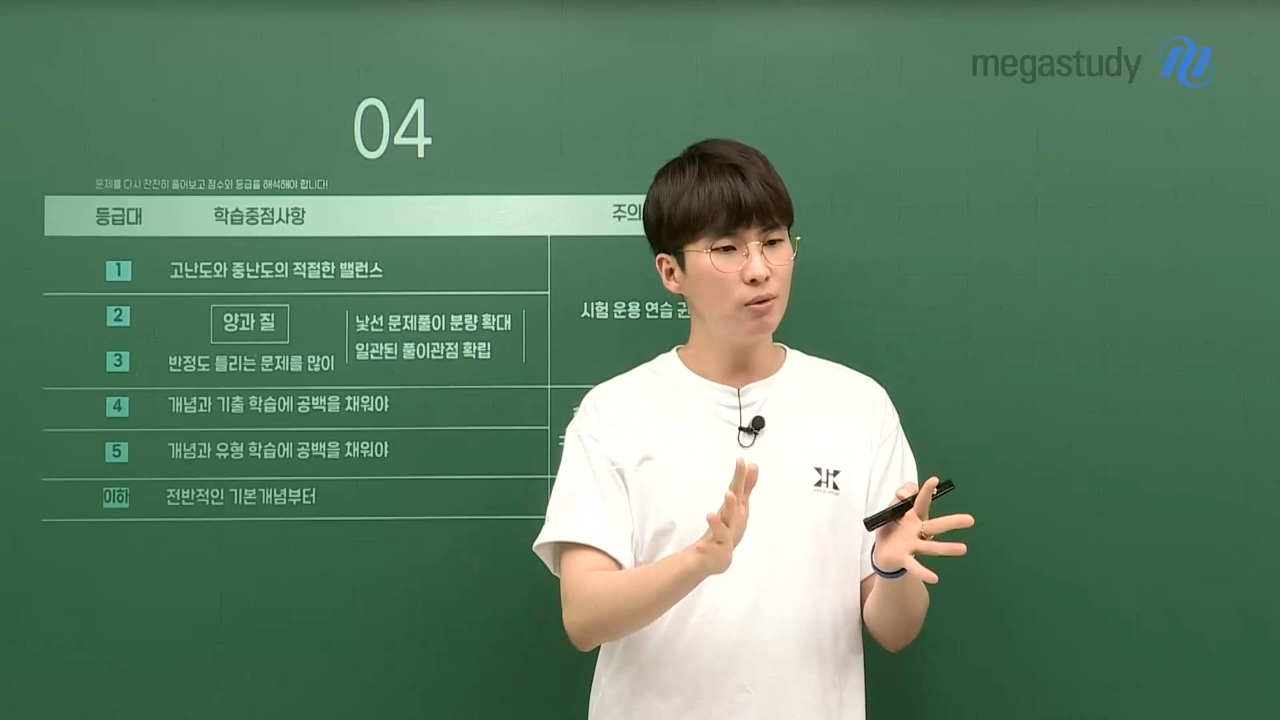 megastudy
04
문제를 다시 찬찬히 풀어보고 점수와 등급을 해석해야 합니다!
등급대 학습중점사항 주의
1 고난도와 중난도의 적절한 밸런스
2 양과 질 낯선 문제풀이 분량 확대
시험 운용 연습
일관된 풀이관점 확립
3 반정도 틀리는 문제를 많이
4 개념과 기출 학습에 공백을 채워야
5 개념과 유형 학습에 공백을 채워야
이하 전반적인 기본개념부터